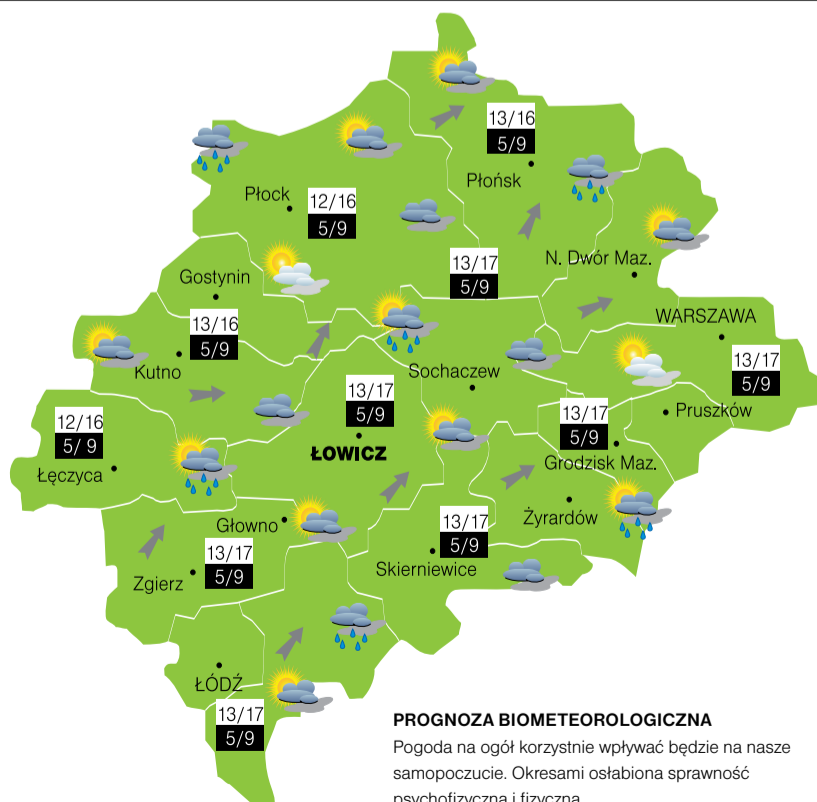 13/16
5/9
Płońsk
Płock
12/16
5/9
13/17
5/9
N. Dwór Maz.
Gostynin
13/16
5/9
Kutno
WARSZAWA
13/17
5/9
Sochaczew
13/17
5/9
ŁOWICZ
12/16
5/ 9
Łęczyca
13/17
5/9
Pruszków
Grodzisk Maz.
Żyrardów
Głowno
13/17
5/9
Zgierz
13/17
5/9
Skierniewice
ŁÓDŹ
13/17
5/9
PROGNOZA BIOMETEOROLOGICZNA
Pogoda na ogół korzystnie wpływać będzie na nasze
samopoczucie. Okresami osłabiona sprawność
psychofizyczna i fizyczna